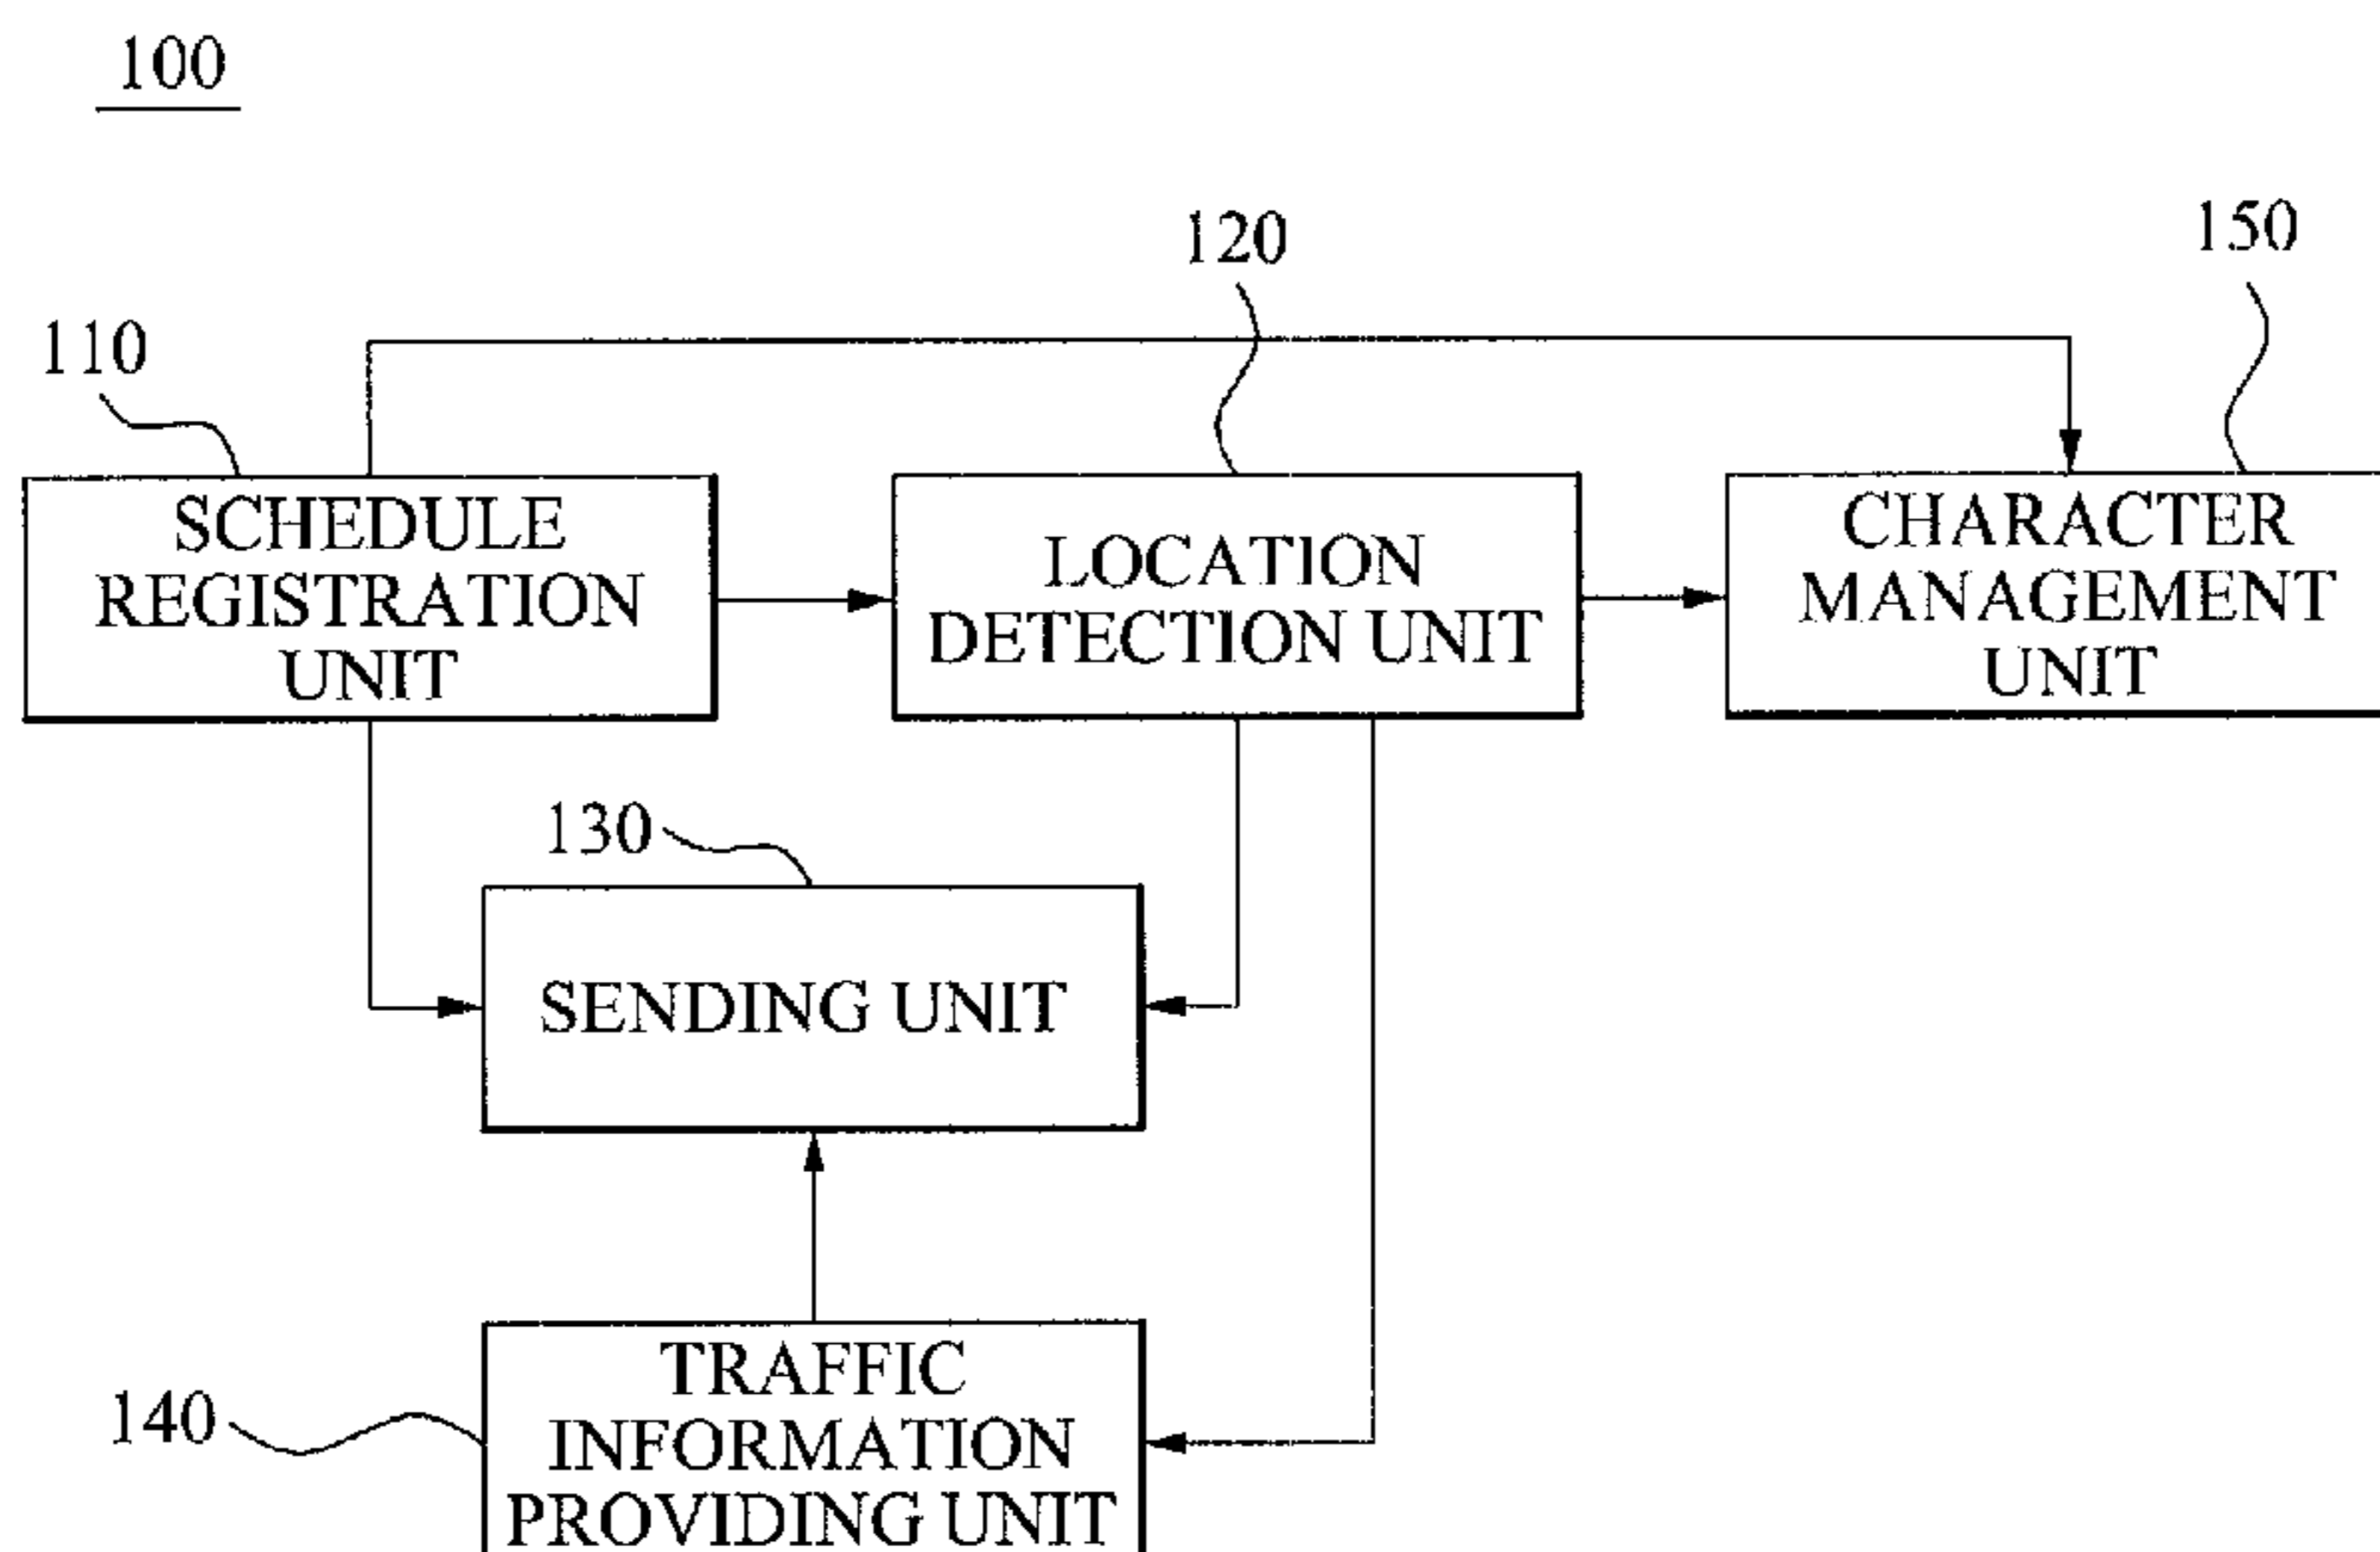 100
120
150
110
SCHEDULE
REGISTRATION
UNIT
LOCATION
DETECTION UNIT
CHARACTER
MANAGEMENT
UNIT
130
SENDING UNIT
140
TRAFFIC
INFORMATION
PROVIDING UNIT